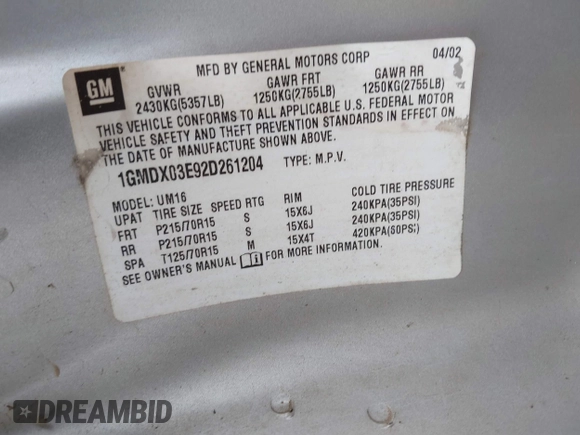 GM
MFD BY GENERAL MOTORS CORP 04/02
GVWR GAWR FRT GAWR RR
2430KG(5357LB) 1250KG(2755LB) 1250KG(2755LB)
THIS VEHICLE CONFORMS TO ALL APPLICABLE U.S. FEDERAL MOTOR
VEHICLE SAFETY AND THEFT PREVENTION STANDARDS IN EFFECT ON
THE DATE OF MANUFACTURE SHOWN ABOVE.
1GMDX03E92D261204 TYPE: M.P.V.
MODEL: UM16
UPAT TIRE SIZE SPEED RTG RIM COLD TIRE PRESSURE
FRT P215/70R15 S 15X6J 240KPA(35PSI)
RR P215/70R15 S 15X6J 240KPA(35PSI)
SPA T125/70R15 M 15X4T 420KPA(60PSI)
SEE OWNER'S MANUAL FOR MORE INFORMATION.
DREAMBID